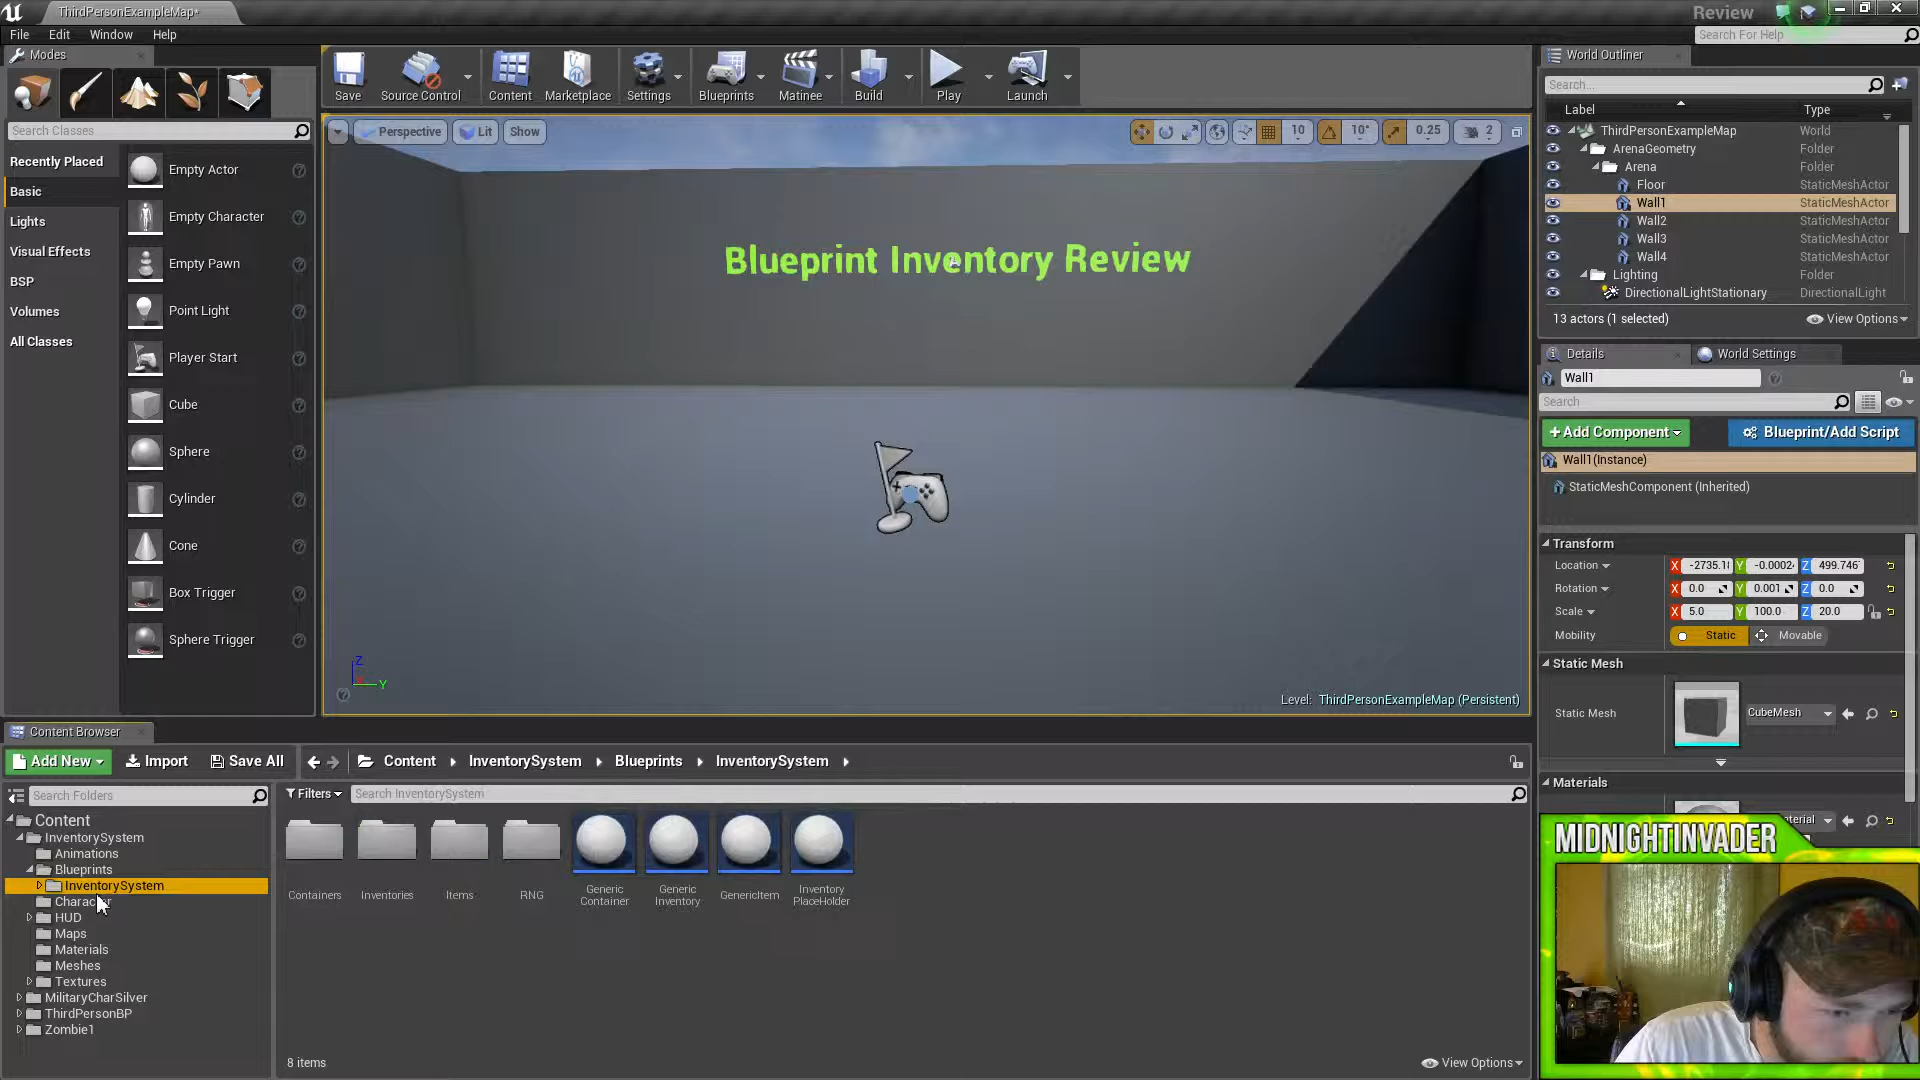 ThirdPersonExampleMap*
Review
File Edit Window Help
Search For Help
Modes
Search Classes
Recently Placed
Basic
Lights
Visual Effects
BSP
Volumes
All Classes
Empty Actor
Empty Character
Empty Pawn
Point Light
Player Start
Cube
Sphere
Cylinder
Cone
Box Trigger
Sphere Trigger
Save Source Control Content Marketplace Settings Blueprints Matinee Build Play Launch
Perspective Lit Show
10 10° 0.25 2
Blueprint Inventory Review
Z
X
Y
Level: ThirdPersonExampleMap (Persistent)
World Outliner
Search...
Label Type
ThirdPersonExampleMap World
ArenaGeometry Folder
Arena Folder
Floor StaticMeshActor
Wall1 StaticMeshActor
Wall2 StaticMeshActor
Wall3 StaticMeshActor
Wall4 StaticMeshActor
Lighting Folder
DirectionalLightStationary DirectionalLight
13 actors (1 selected) View Options
Details World Settings
Wall1
Search
+Add Component Blueprint/Add Script
Wall1(Instance)
StaticMeshComponent (Inherited)
Transform
Location X -2735.1 Y -0.0002 Z 499.746
Rotation X 0.0 Y 0.001 Z 0.0
Scale X 5.0 Y 100.0 Z 20.0
Mobility Static Movable
Static Mesh
Static Mesh CubeMesh
Materials
MIDNIGHTINVADER
Content Browser
Add New Import Save All Content InventorySystem Blueprints InventorySystem
Search Folders
Filters Search InventorySystem
Content
InventorySystem
Animations
Blueprints
InventorySystem
HUD
Maps
Materials
Meshes
Textures
MilitaryCharSilver
ThirdPersonBP
Zombie1
Containers
Inventories
Items
RNG
Generic
Container
Generic
Inventory
GenericItem
Inventory
PlaceHolder
8 items View Options